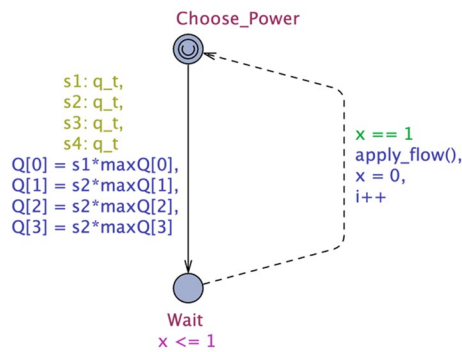 Choose_Power
s1: q_t,
s2: q_t,
s3: q_t,
s4: q_t
Q[0] = s1*maxQ[0],
Q[1] = s2*maxQ[1],
Q[2] = s2*maxQ[2],
Q[3] = s2*maxQ[3]
x == 1
apply_flow(),
x = 0,
i++
Wait
x <= 1